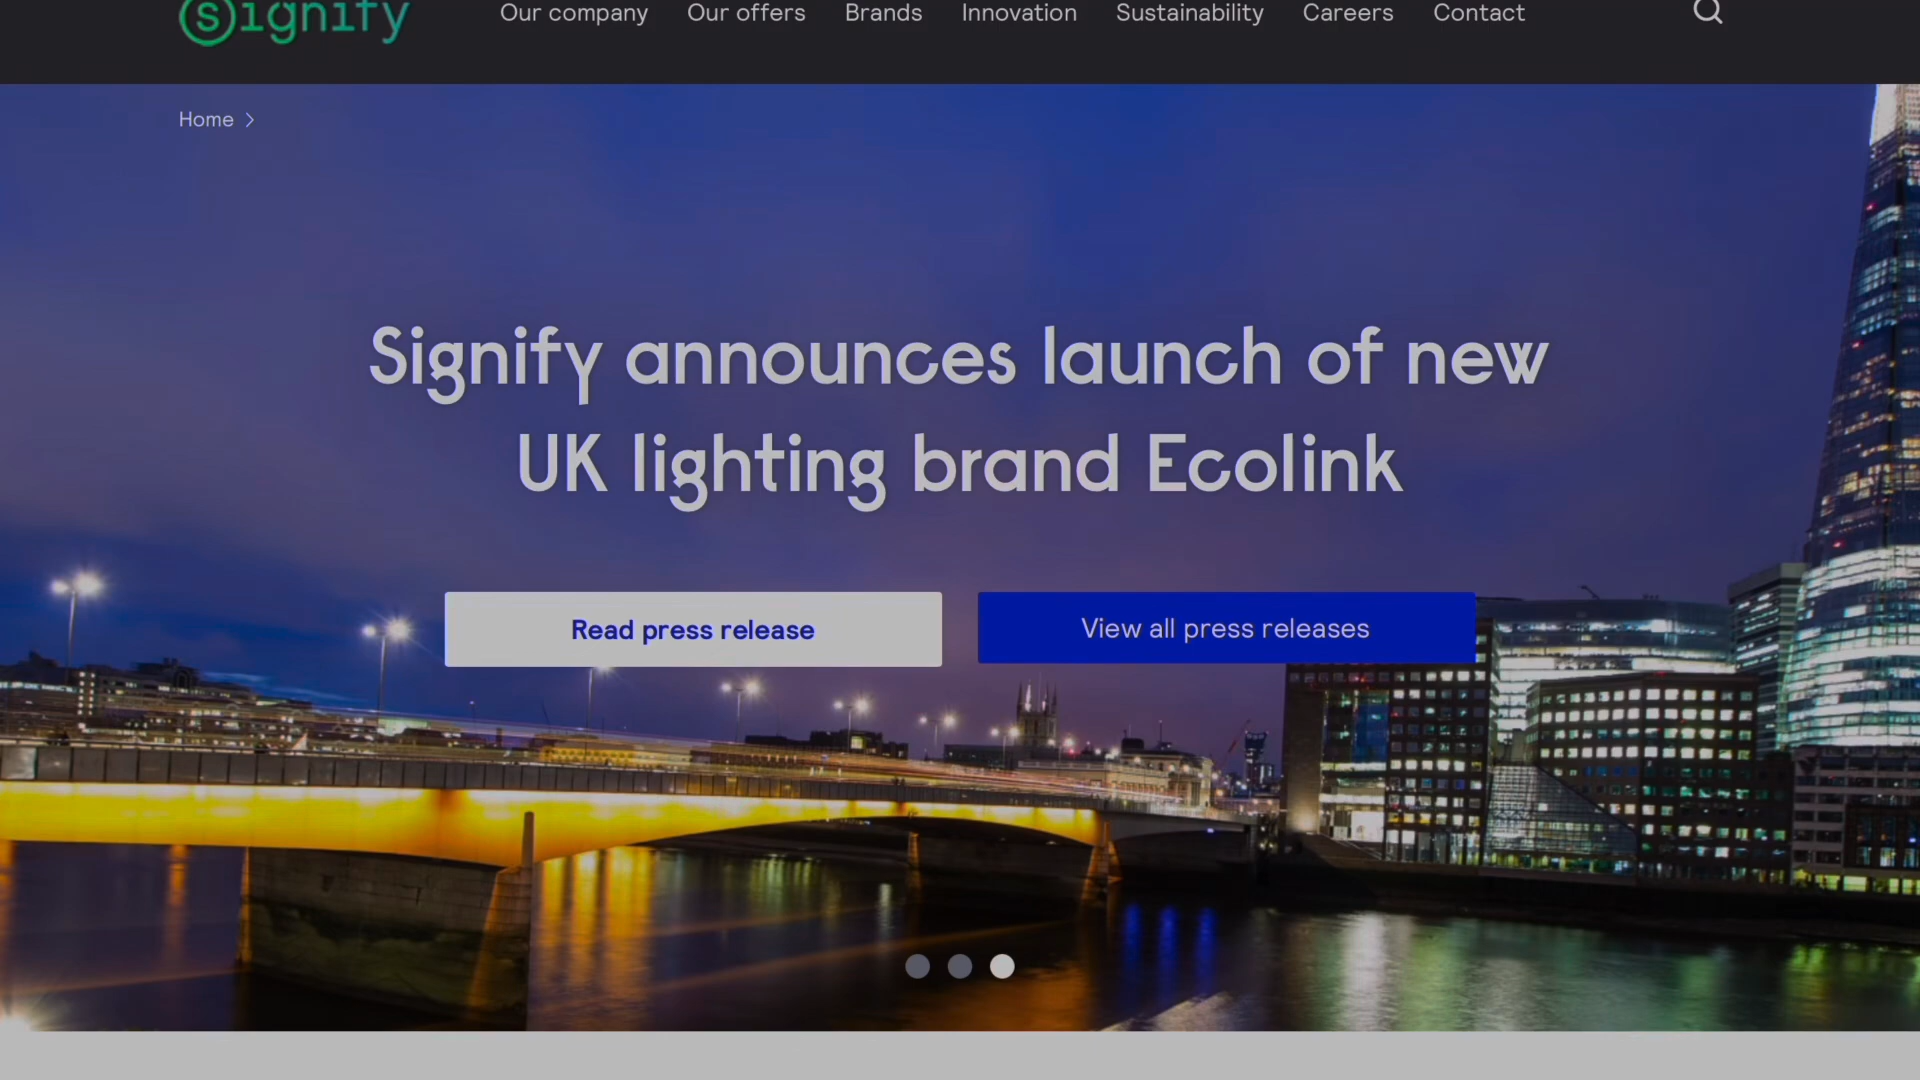 signify
Our company Our offers Brands Innovation Sustainability Careers Contact
Home
Signify announces launch of new
UK lighting brand Ecolink
Read press release
View all press releases